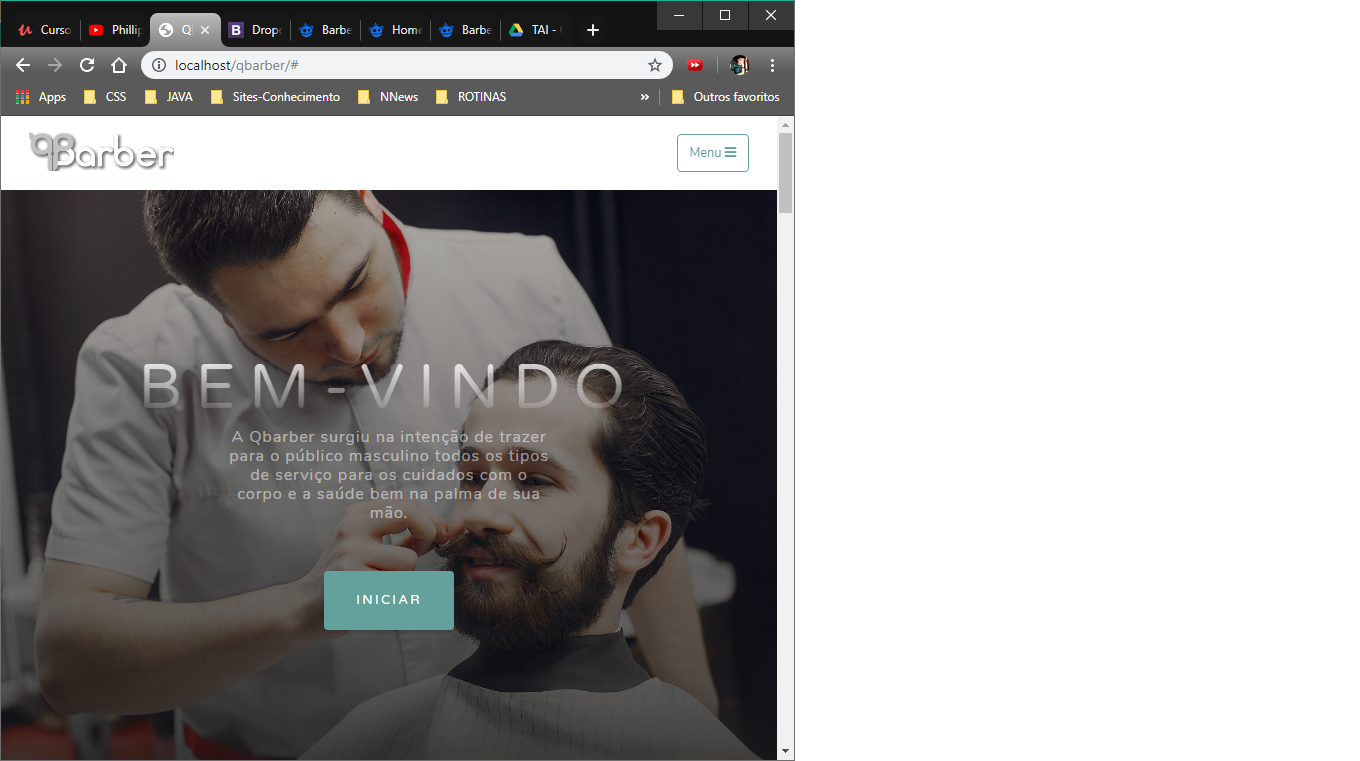 Curso
Phillip
Q
Dropd
Barbe
Home
Barbe
TAI -
localhost/qbarber/#
Apps
CSS
JAVA
Sites-Conhecimento
NNews
ROTINAS
»
Outros favoritos
qBarber
Menu
BEM-VINDO
A Qbarber surgiu na intenção de trazer
para o público masculino todos os tipos
de serviço para os cuidados com o
corpo e a saúde bem na palma de sua
mão.
INICIAR